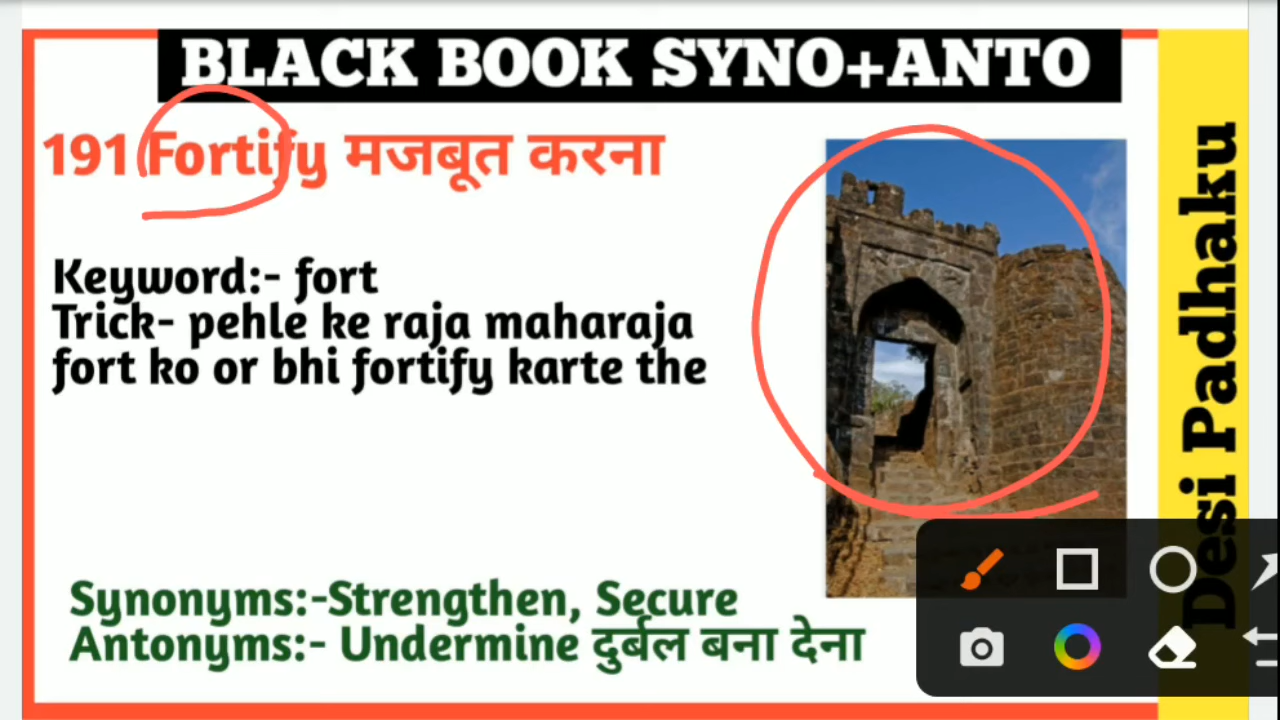 BLACK BOOK SYNO+ANTO
191 Fortify मजबूत करना
Keyword:- fort
Trick- pehle ke raja maharaja
fort ko or bhi fortify karte the
Synonyms:-Strengthen, Secure
Antonyms:- Undermine दुर्बल बना देना
Desi Padhaku